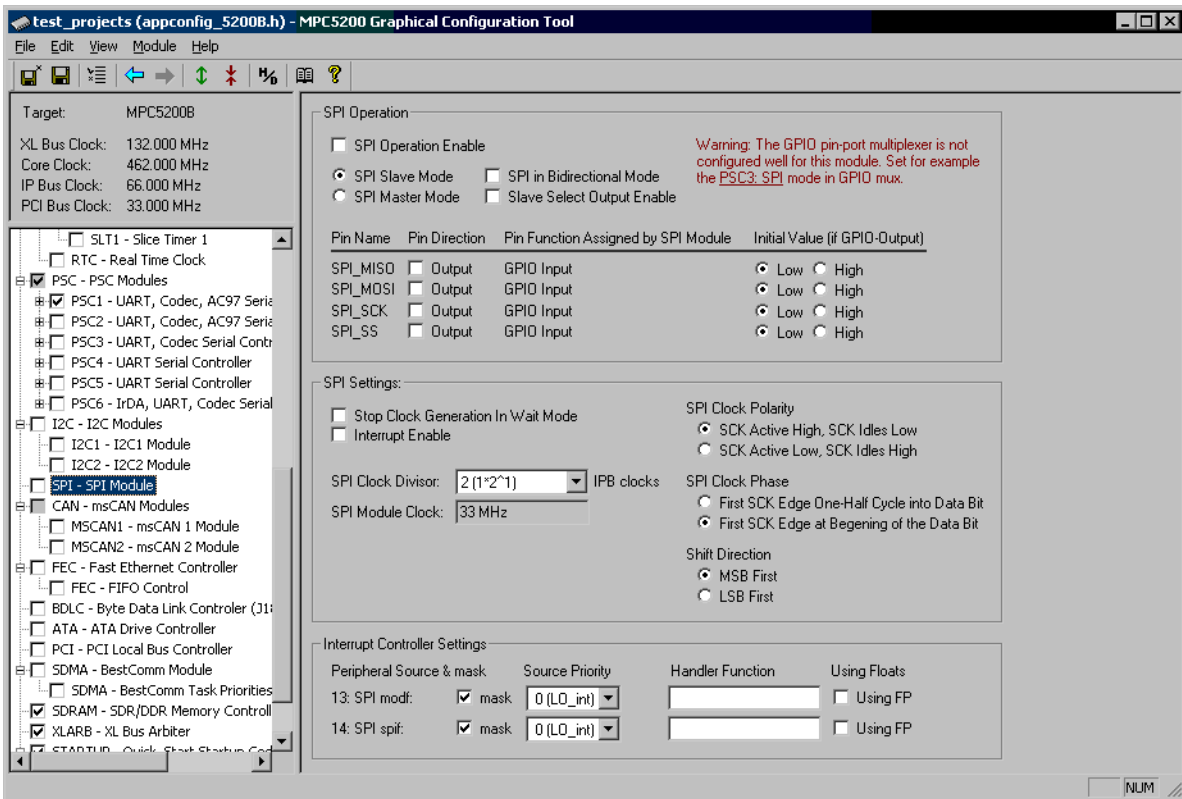 test_projects (appconfig_5200B.h) - MPC5200 Graphical Configuration Tool
File Edit View Module Help
H/D
Target: MPC5200B
XL Bus Clock: 132.000 MHz
Core Clock: 462.000 MHz
IP Bus Clock: 66.000 MHz
PCI Bus Clock: 33.000 MHz
SLT1 - Slice Timer 1
RTC - Real Time Clock
PSC - PSC Modules
PSC1 - UART, Codec, AC97 Seria
PSC2 - UART, Codec, AC97 Seria
PSC3 - UART, Codec Serial Contr
PSC4 - UART Serial Controller
PSC5 - UART Serial Controller
PSC6 - IrDA, UART, Codec Serial
I2C - I2C Modules
I2C1 - I2C1 Module
I2C2 - I2C2 Module
SPI - SPI Module
CAN - msCAN Modules
MSCAN1 - msCAN 1 Module
MSCAN2 - msCAN 2 Module
FEC - Fast Ethernet Controller
FEC - FIFO Control
BDLC - Byte Data Link Controler (J18
ATA - ATA Drive Controller
PCI - PCI Local Bus Controller
SDMA - BestComm Module
SDMA - BestComm Task Priorities
SDRAM - SDR/DDR Memory Controll
XLARB - XL Bus Arbiter
STARTUP - Quick Start Startup Cod
SPI Operation
SPI Operation Enable
SPI Slave Mode SPI in Bidirectional Mode
SPI Master Mode Slave Select Output Enable
Warning: The GPIO pin-port multiplexer is not
configured well for this module. Set for example
the PSC3: SPI mode in GPIO mux.
Pin Name Pin Direction Pin Function Assigned by SPI Module Initial Value (if GPIO-Output)
SPI_MISO Output GPIO Input Low High
SPI_MOSI Output GPIO Input Low High
SPI_SCK Output GPIO Input Low High
SPI_SS Output GPIO Input Low High
SPI Settings:
Stop Clock Generation In Wait Mode
Interrupt Enable
SPI Clock Divisor: 2 (1*2^1) IPB clocks
SPI Module Clock: 33 MHz
SPI Clock Polarity
SCK Active High, SCK Idles Low
SCK Active Low, SCK Idles High
SPI Clock Phase
First SCK Edge One-Half Cycle into Data Bit
First SCK Edge at Begening of the Data Bit
Shift Direction
MSB First
LSB First
Interrupt Controller Settings
Peripheral Source & mask Source Priority Handler Function Using Floats
13: SPI modf: mask 0 (LO_int) Using FP
14: SPI spif: mask 0 (LO_int) Using FP
NUM